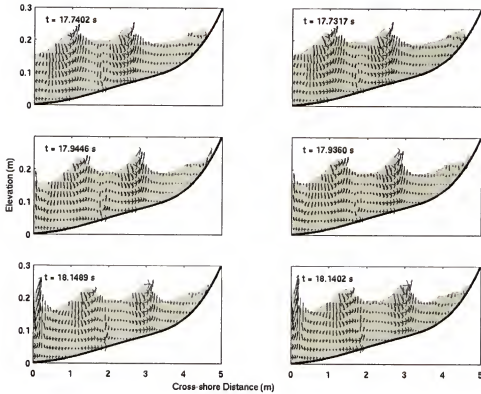 0.3
t = 17.7402 s
t = 17.7317 s
0.2
0.1
0
t = 17.9446 s
t = 17.9360 s
0.2
0.1
0
Elevation (m)
0.3
t = 18.1489 s
t = 18.1402 s
0.2
0.1
0
0 1 2 3 4 5
0 1 2 3 4 5
Cross-shore Distance (m)